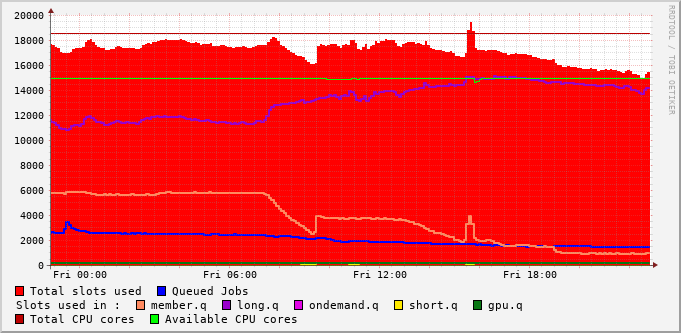 20000
18000
16000
14000
12000
10000
8000
6000
4000
2000
0
Fri 00:00 Fri 06:00 Fri 12:00 Fri 18:00
Total slots used Queued Jobs
Slots used in : member.q long.q ondemand.q short.q gpu.q
Total CPU cores Available CPU cores
RRDTOOL / TOBI OETIKER